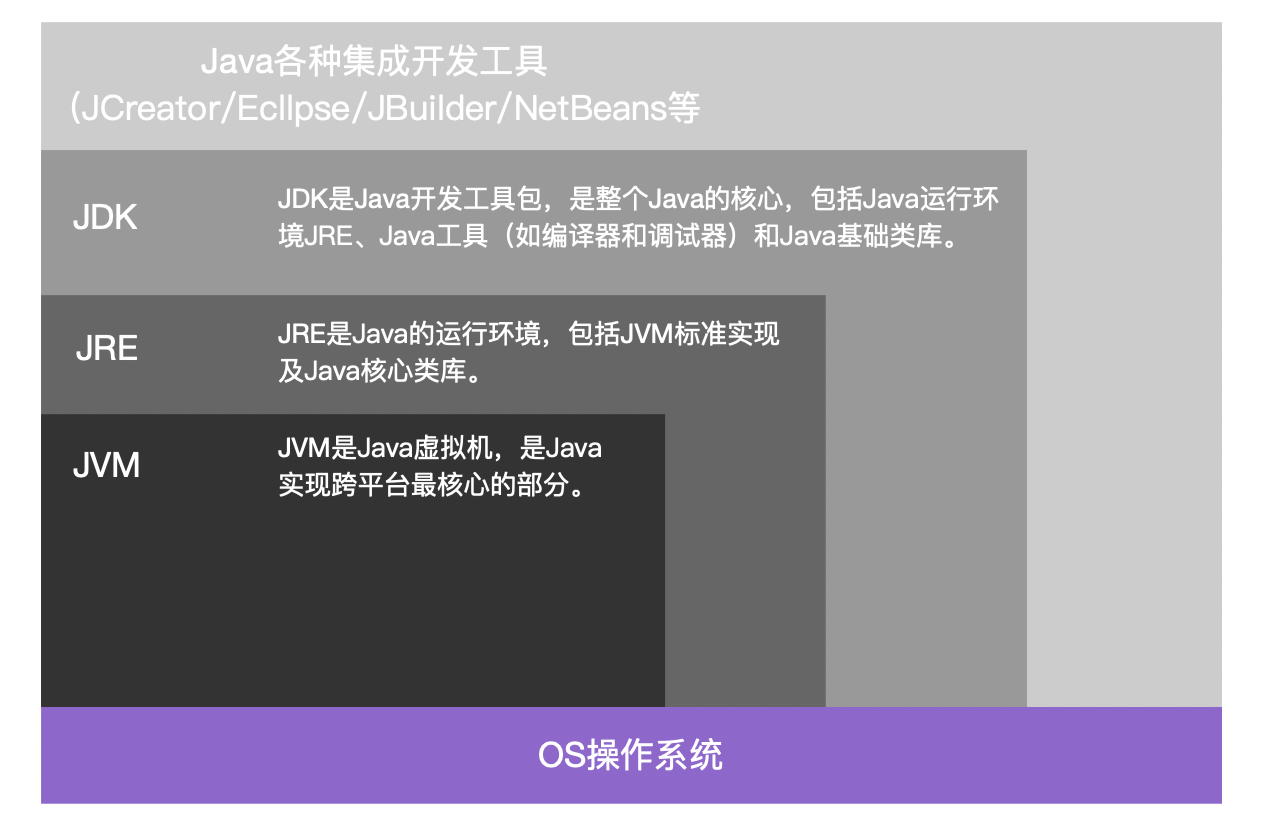 Java各种集成开发工具
(JCreator/Ecllpse/JBuilder/NetBeans等
JDK
JDK是Java开发工具包，是整个Java的核心，包括Java运行环
境JRE、Java工具（如编译器和调试器）和Java基础类库。
JRE
JRE是Java的运行环境，包括JVM标准实现
及Java核心类库。
JVM
JVM是Java虚拟机，是Java
实现跨平台最核心的部分。
OS操作系统